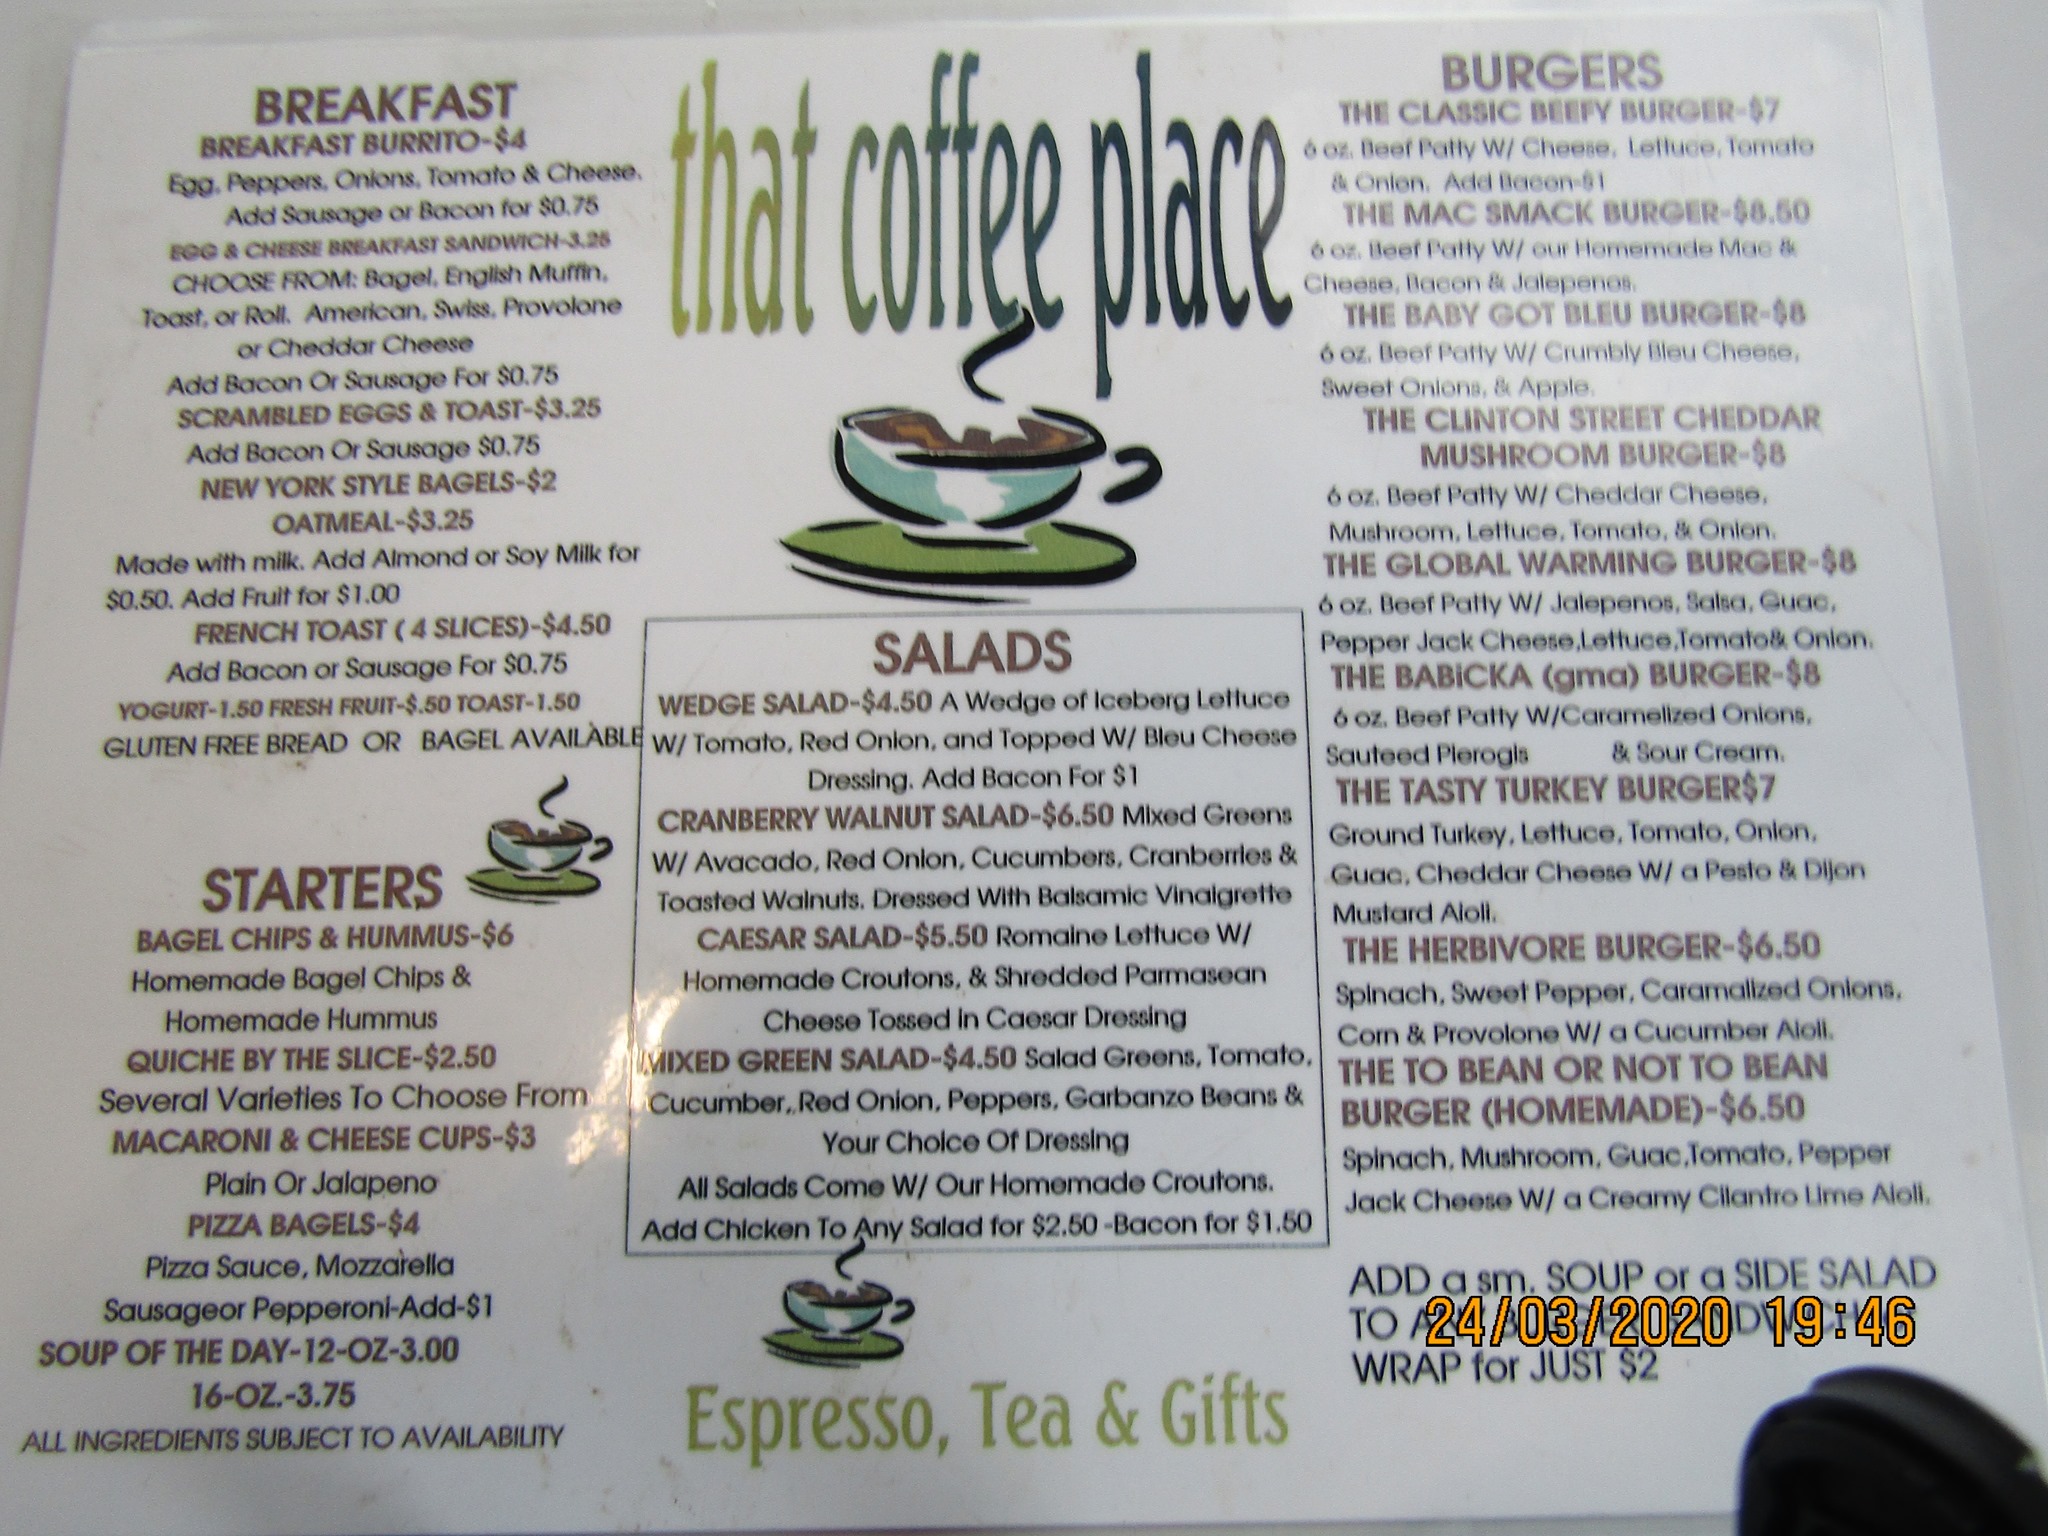 BREAKFAST
BREAKFAST BURRITO-$4
Egg, Peppers, Onions, Tomato & Cheese.
Add Sausage or Bacon for $0.75
EGG & CHEESE BREAKFAST SANDWICH-3.25
CHOOSE FROM: Bagel, English Muffin,
Toast, or Roll. American, Swiss, Provolone
or Cheddar Cheese
Add Bacon Or Sausage For $0.75
SCRAMBLED EGGS & TOAST-$3.25
Add Bacon Or Sausage $0.75
NEW YORK STYLE BAGELS-$2
OATMEAL-$3.25
Made with milk. Add Almond or Soy Milk for
$0.50. Add Fruit for $1.00
FRENCH TOAST ( 4 SLICES)-$4.50
Add Bacon or Sausage For $0.75
YOGURT-1.50 FRESH FRUIT-$.50 TOAST-1.50
GLUTEN FREE BREAD OR BAGEL AVAILABLE
STARTERS
BAGEL CHIPS & HUMMUS-$6
Homemade Bagel Chips &
Homemade Hummus
QUICHE BY THE SLICE-$2.50
Several Varieties To Choose From
MACARONI & CHEESE CUPS-$3
Plain Or Jalapeno
PIZZA BAGELS-$4
Pizza Sauce, Mozzarella
Sausageor Pepperoni-Add-$1
SOUP OF THE DAY-12-OZ-3.00
16-OZ.-3.75
ALL INGREDIENTS SUBJECT TO AVAILABILITY
that coffee place
SALADS
WEDGE SALAD-$4.50 A Wedge of Iceberg Lettuce
W/ Tomato, Red Onion, and Topped W/ Bleu Cheese
Dressing. Add Bacon For $1
CRANBERRY WALNUT SALAD-$6.50 Mixed Greens
W/ Avacado, Red Onion, Cucumbers, Cranberries &
Toasted Walnuts. Dressed With Balsamic Vinaigrette
CAESAR SALAD-$5.50 Romaine Lettuce W/
Homemade Croutons, & Shredded Parmasean
Cheese Tossed in Caesar Dressing
MIXED GREEN SALAD-$4.50 Salad Greens, Tomato,
Cucumber,,Red Onion, Peppers, Garbanzo Beans &
Your Choice Of Dressing
All Salads Come W/ Our Homemade Croutons.
Add Chicken To Any Salad for $2.50 -Bacon for $1.50
Espresso, Tea & Gifts
BURGERS
THE CLASSIC BEEFY BURGER-$7
6 oz. Beef Patty W/ Cheese, Lettuce, Tomato
& Onion. Add Bacon-$1
THE MAC SMACK BURGER-$8.50
6 oz. Beef Patty W/ our Homemade Mac &
Cheese, Bacon & Jalepenos.
THE BABY GOT BLEU BURGER-$8
6 oz. Beef Patty W/ Crumbly Bleu Cheese,
Sweet Onions, & Apple.
THE CLINTON STREET CHEDDAR
MUSHROOM BURGER-$8
6 oz. Beef Patty W/ Cheddar Cheese,
Mushroom, Lettuce, Tomato, & Onion.
THE GLOBAL WARMING BURGER-$8
6 oz. Beef Patty W/ Jalepenos, Salsa, Guac,
Pepper Jack Cheese,Lettuce,Tomato& Onion.
THE BABiCKA (gma) BURGER-$8
6 oz. Beef Patty W/Caramelized Onions,
Sauteed Pierogis & Sour Cream.
THE TASTY TURKEY BURGER$7
Ground Turkey, Lettuce, Tomato, Onion,
Guac, Cheddar Cheese W/ a Pesto & Dijon
Mustard Aioli.
THE HERBIVORE BURGER-$6.50
Spinach, Sweet Pepper, Caramalized Onions,
Corn & Provolone W/ a Cucumber Aioli.
THE TO BEAN OR NOT TO BEAN
BURGER (HOMEMADE)-$6.50
Spinach, Mushroom, Guac,Tomato, Pepper
Jack Cheese W/ a Creamy Cilantro Lime Aioli.
ADD a sm. SOUP or a SIDE SALAD
TO
WRAP for JUST $2
24/03/2020 19:46